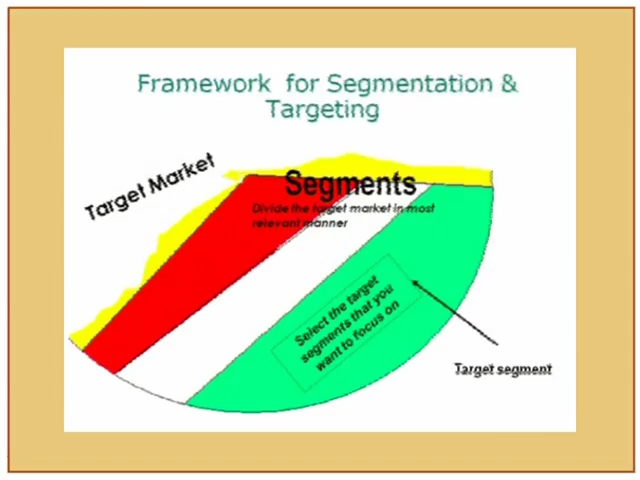 Framework for Segmentation &
Targeting
Target Market
Segments
Divide the target market in most
relevant manner
Select the target
segments that you
want to focus on
Target segment